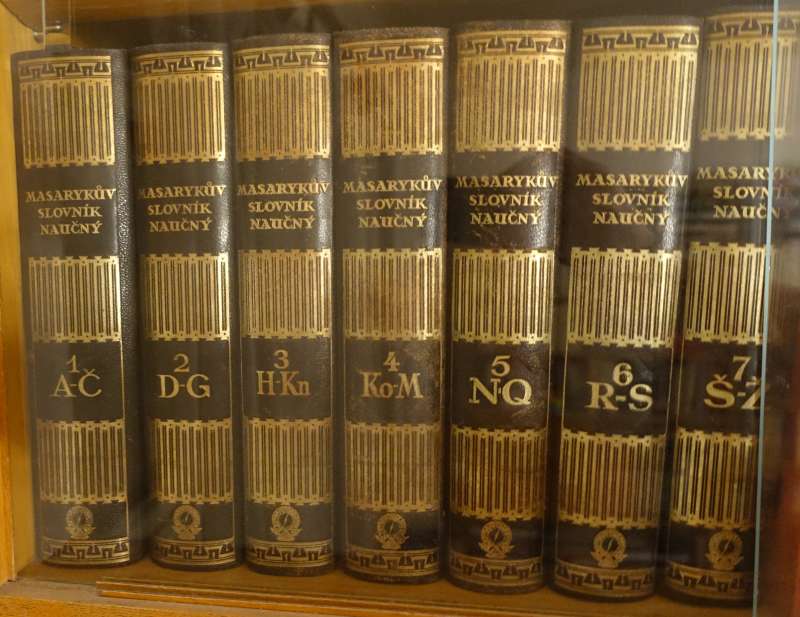 MASARYKŮV
SLOVNÍK
NAUČNÝ
1
A-Č
MASARYKŮV
SLOVNÍK
NAUČNÝ
2
D-G
MASARYKŮV
SLOVNÍK
NAUČNÝ
3
H-Kn
MASARYKŮV
SLOVNÍK
NAUČNÝ
4
Ko-M
MASARYKŮV
SLOVNÍK
NAUČNÝ
5
N-Q
MASARYKŮV
SLOVNÍK
NAUČNÝ
6
R-S
MASARYKŮV
SLOVNÍK
NAUČNÝ
7
Š-Ž